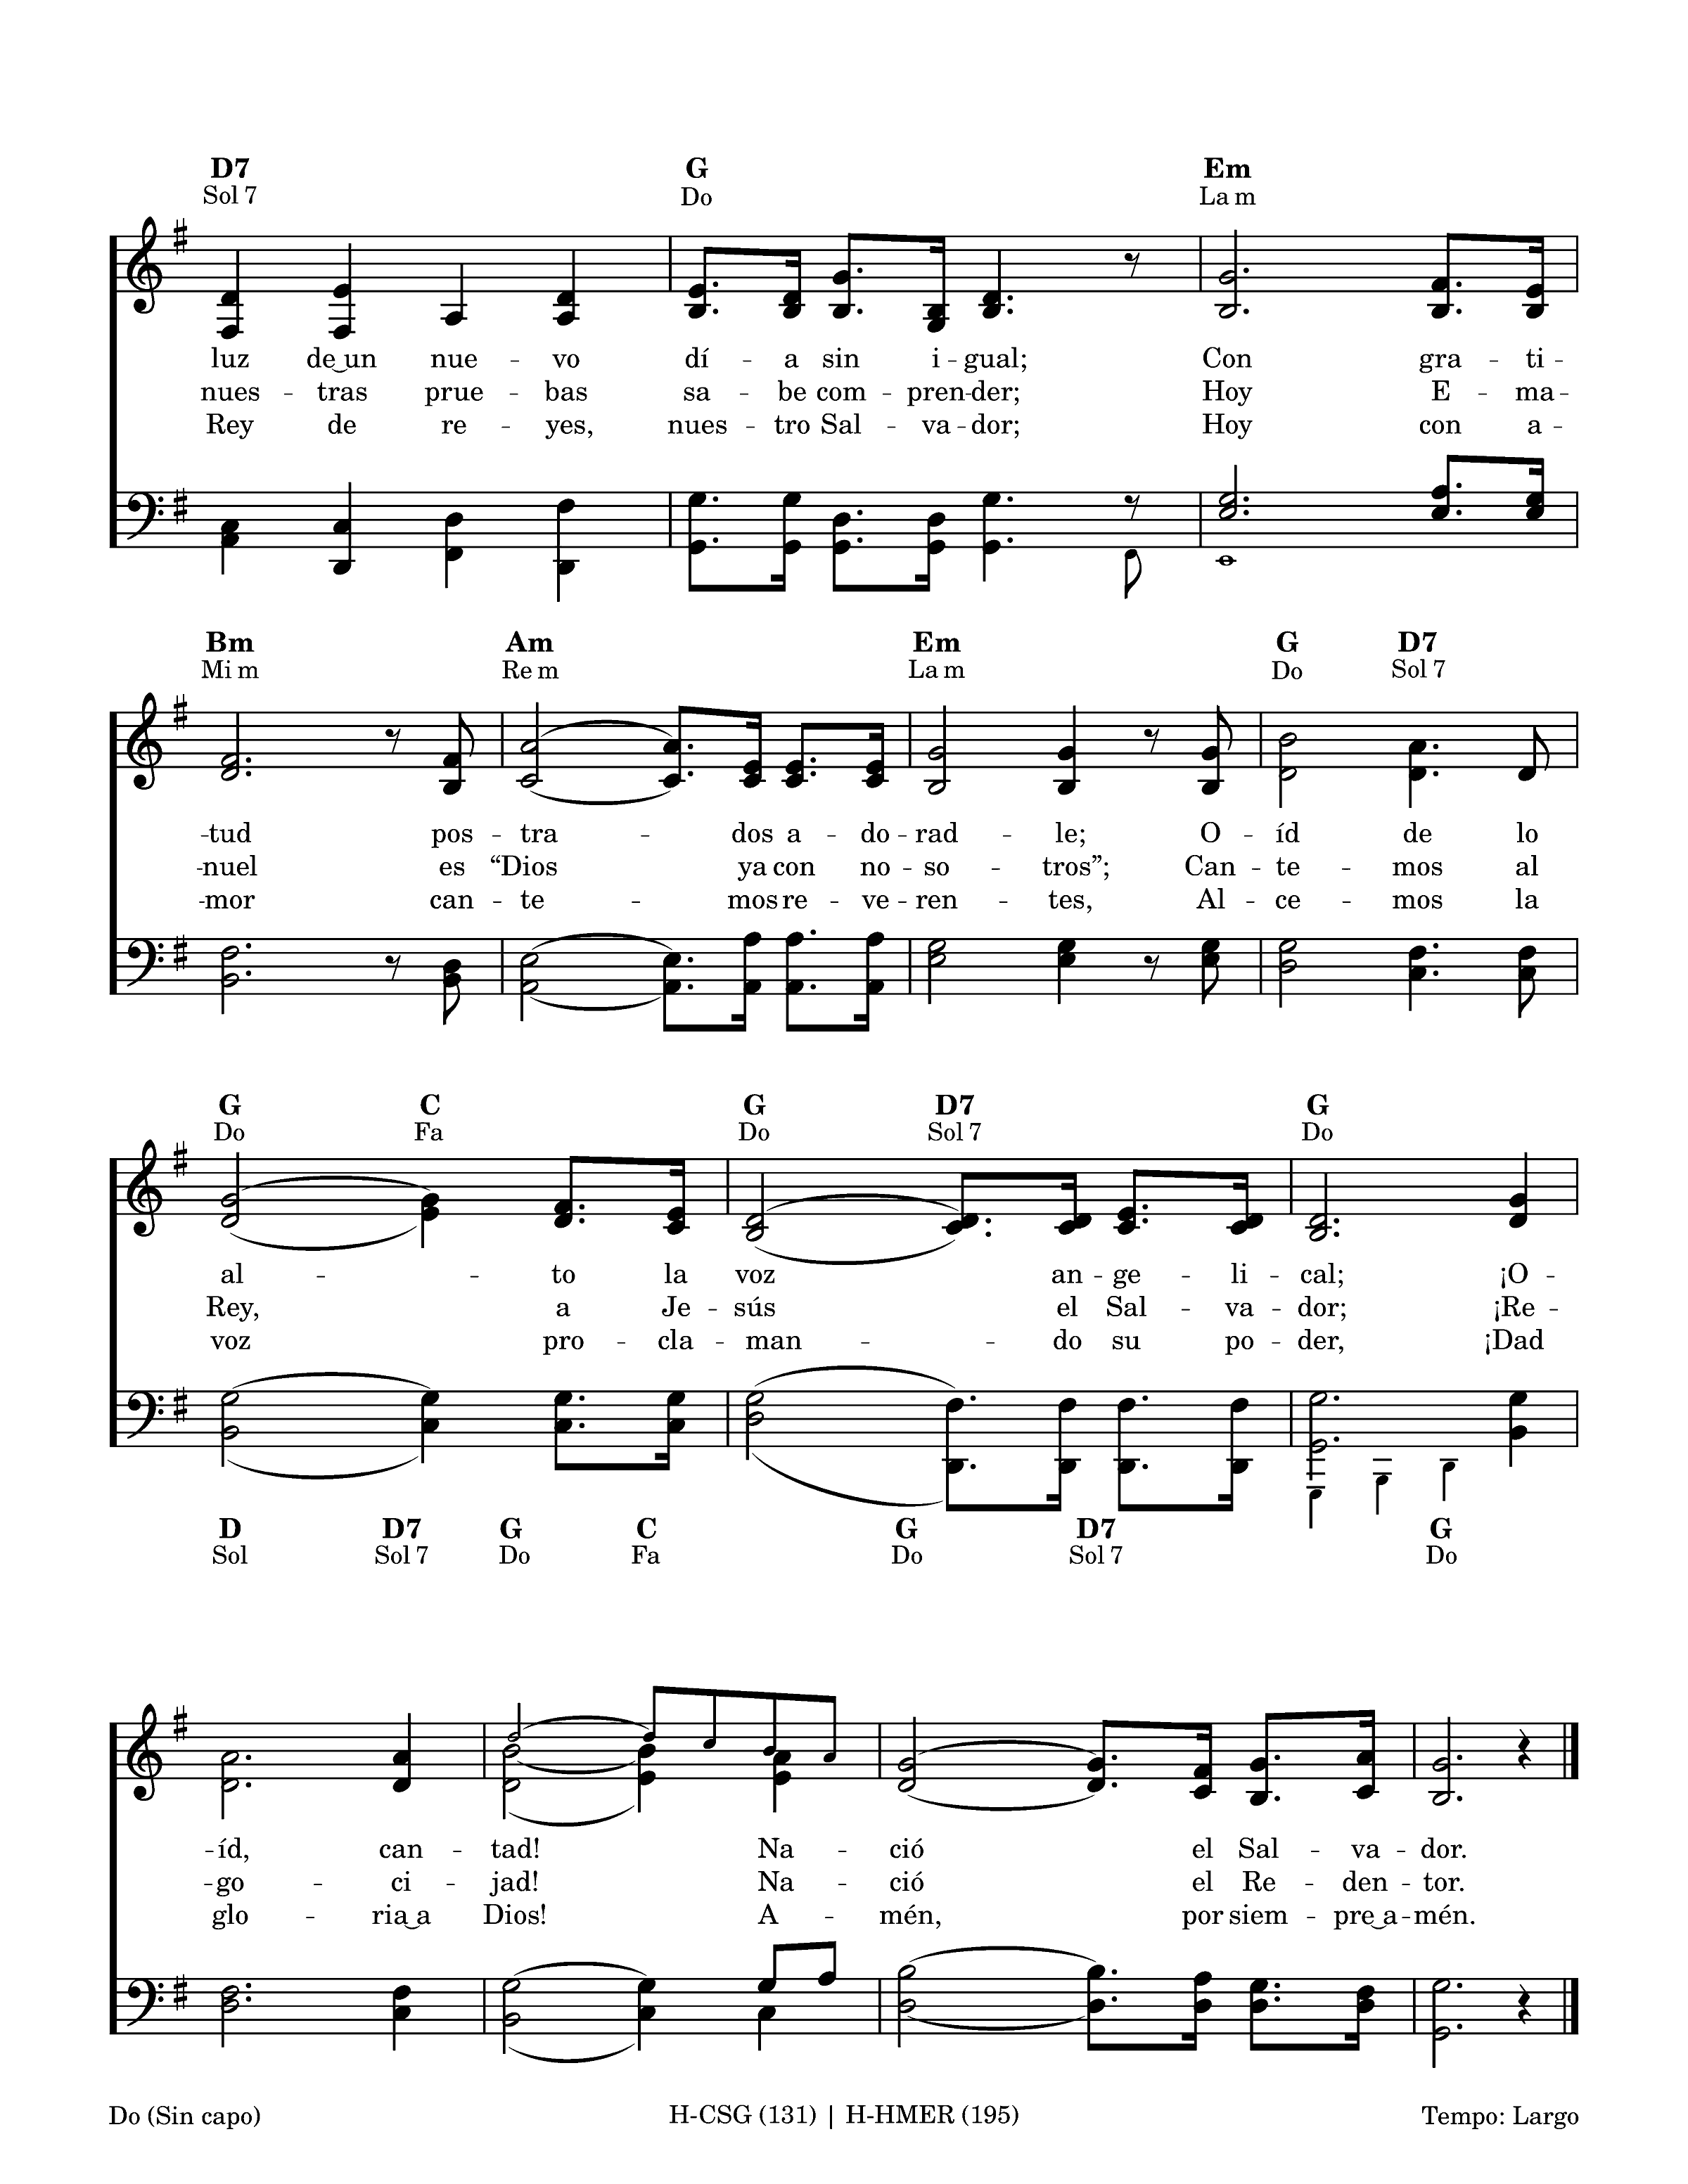 D7 G Em
Sol 7 Do La m
luz de‿un nue -- vo dí -- a sin i -- gual; Con gra -- ti --
nues -- tras prue -- bas sa -- be com -- pren -- der; Hoy E -- ma --
Rey de re -- yes, nues -- tro Sal -- va -- dor; Hoy con a --
Bm Am Em G D7
Mi m Re m La m Do Sol 7
-- tud pos -- tra -- dos a -- do -- rad -- le; O -- íd de lo
-- nuel es “Dios ya con no -- so -- tros”; Can -- te -- mos al
-- mor can -- te -- mos re -- ve -- ren -- tes, Al -- ce -- mos la
G C G D7 G
Do Fa Do Sol 7 Do
al -- to la voz an -- ge -- li -- cal; ¡O --
Rey, a Je -- sús el Sal -- va -- dor; ¡Re --
voz pro -- cla -- man -- do su po -- der, ¡Dad
D D7 G C G D7 G
Sol Sol 7 Do Fa Do Sol 7 Do
-- íd, can -- tad! Na -- ció el Sal -- va -- dor.
-- go -- ci -- jad! Na -- ció el Re -- den -- tor.
glo -- ria‿a Dios! A -- mén, por siem -- pre‿a -- mén.
Do (Sin capo) H-CSG (131) | H-HMER (195) Tempo: Largo